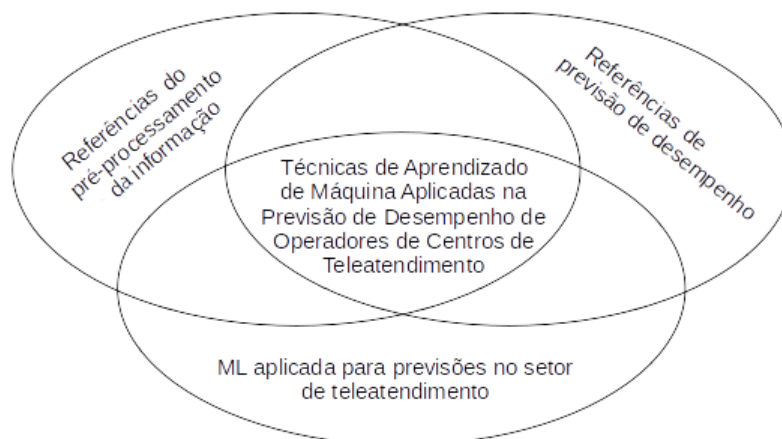 Referências do
pré-processamento
da informação
Referências de
previsão de desempenho
Técnicas de Aprendizado
de Máquina Aplicadas na
Previsão de Desempenho de
Operadores de Centros de
Teleatendimento
ML aplicada para previsões no setor
de teleatendimento